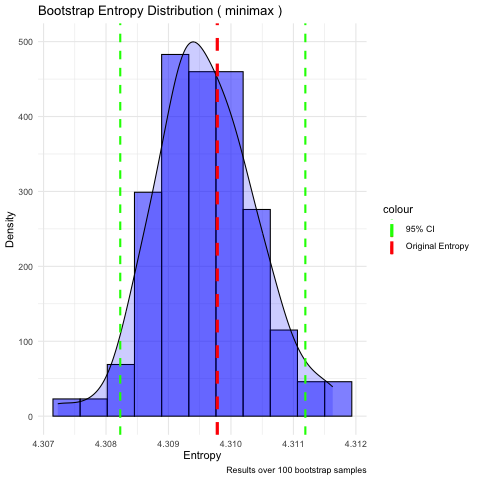 Bootstrap Entropy Distribution ( minimax )
500
400
300
200
100
0
Density
4.307 4.308 4.309 4.310 4.311 4.312
Entropy
Results over 100 bootstrap samples
colour
95% CI
Original Entropy